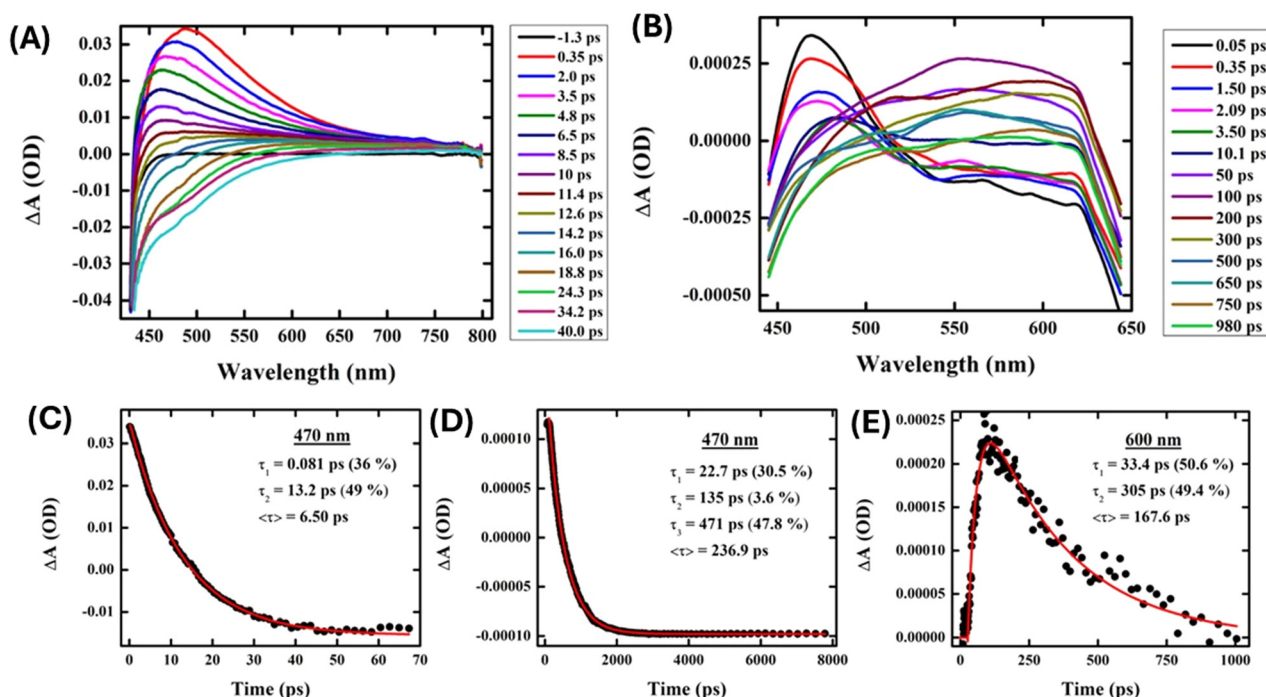 (A)
0.03
0.02
0.01
0.00
-0.01
-0.02
-0.03
-0.04
ΔA (OD)
450 500 550 600 650 700 750 800
Wavelength (nm)
-1.3 ps
0.35 ps
2.0 ps
3.5 ps
4.8 ps
6.5 ps
8.5 ps
10 ps
11.4 ps
12.6 ps
14.2 ps
16.0 ps
18.8 ps
24.3 ps
34.2 ps
40.0 ps
(B)
0.00025
0.00000
-0.00025
-0.00050
ΔA (OD)
450 500 550 600 650
Wavelength (nm)
0.05 ps
0.35 ps
1.50 ps
2.09 ps
3.50 ps
10.1 ps
50 ps
100 ps
200 ps
300 ps
500 ps
650 ps
750 ps
980 ps
(C)
0.03
0.02
0.01
0.00
-0.01
ΔA (OD)
0 10 20 30 40 50 60 70
Time (ps)
470 nm
τ1 = 0.081 ps (36 %)
τ2 = 13.2 ps (49 %)
<τ> = 6.50 ps
(D)
0.00010
0.00005
0.00000
-0.00005
-0.00010
ΔA (OD)
0 2000 4000 6000 8000
Time (ps)
470 nm
τ1 = 22.7 ps (30.5 %)
τ2 = 135 ps (3.6 %)
τ3 = 471 ps (47.8 %)
<τ> = 236.9 ps
(E)
0.00025
0.00020
0.00015
0.00010
0.00005
0.00000
ΔA (OD)
0 250 500 750 1000
Time (ps)
600 nm
τ1 = 33.4 ps (50.6 %)
τ2 = 305 ps (49.4 %)
<τ> = 167.6 ps